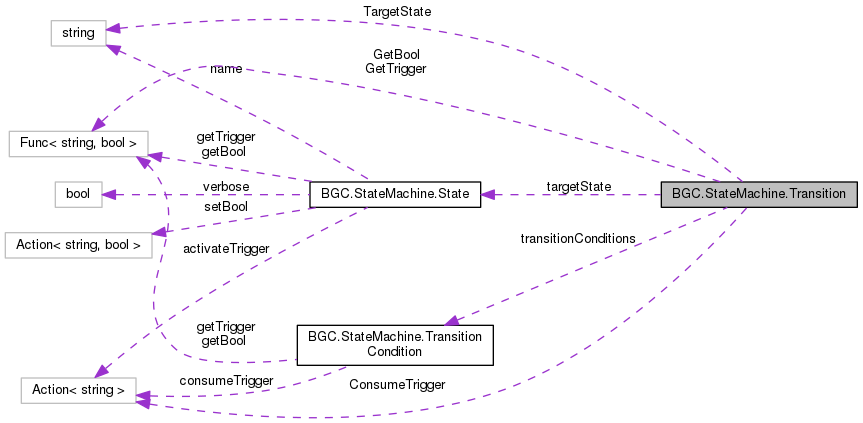 TargetState
string
GetBool
GetTrigger
name
Func< string, bool >
getTrigger
getBool
verbose
bool
BGC.StateMachine.State
targetState
BGC.StateMachine.Transition
setBool
Action< string, bool >
activateTrigger
transitionConditions
getTrigger
getBool
BGC.StateMachine.Transition
Condition
consumeTrigger
ConsumeTrigger
Action< string >